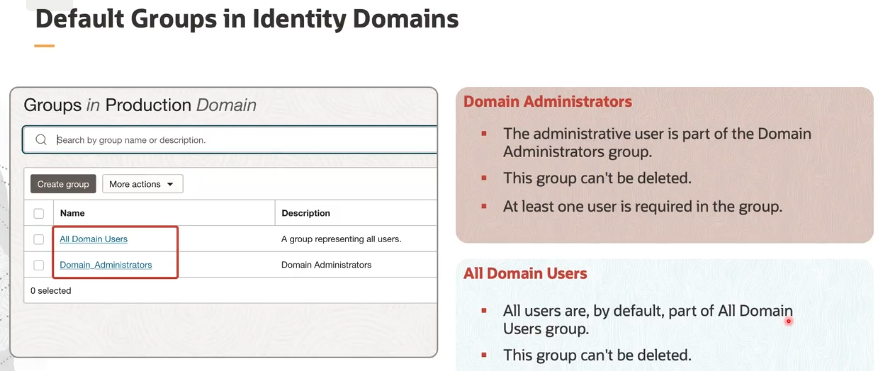 Default Groups in Identity Domains
Groups in Production Domain
Search by group name or description.
Create group More actions
Name Description
All Domain Users A group representing all users.
Domain_Administrators Domain Administrators
0 selected
Domain Administrators
▪ The administrative user is part of the Domain
Administrators group.
▪ This group can't be deleted.
▪ At least one user is required in the group.
All Domain Users
▪ All users are, by default, part of All Domain
Users group.
▪ This group can't be deleted.